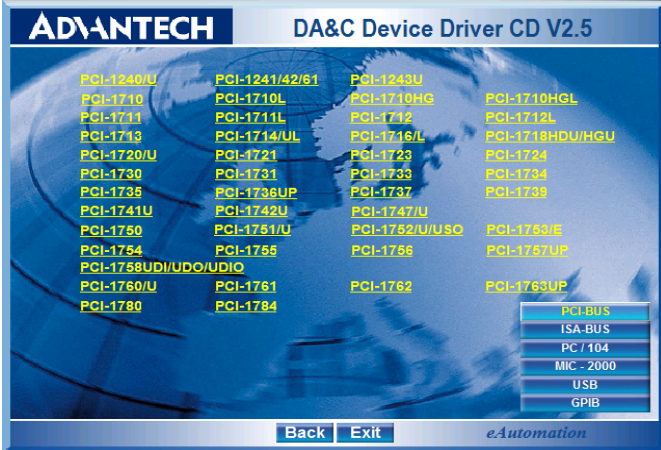 ADVANTECH DA&C Device Driver CD V2.5
PCI-1240/U PCI-1241/42/61 PCI-1243U
PCI-1710 PCI-1710L PCI-1710HG PCI-1710HGL
PCI-1711 PCI-1711L PCI-1712 PCI-1712L
PCI-1713 PCI-1714/UL PCI-1716/L PCI-1718HDU/HGU
PCI-1720/U PCI-1721 PCI-1723 PCI-1724
PCI-1730 PCI-1731 PCI-1733 PCI-1734
PCI-1735 PCI-1736UP PCI-1737 PCI-1739
PCI-1741U PCI-1742U PCI-1747/U
PCI-1750 PCI-1751/U PCI-1752/U/USO PCI-1753/E
PCI-1754 PCI-1755 PCI-1756 PCI-1757UP
PCI-1758UDI/UDO/UDIO
PCI-1760/U PCI-1761 PCI-1762 PCI-1763UP
PCI-1780 PCI-1784
PCI-BUS
ISA-BUS
PC / 104
MIC - 2000
USB
GPIB
Back Exit eAutomation